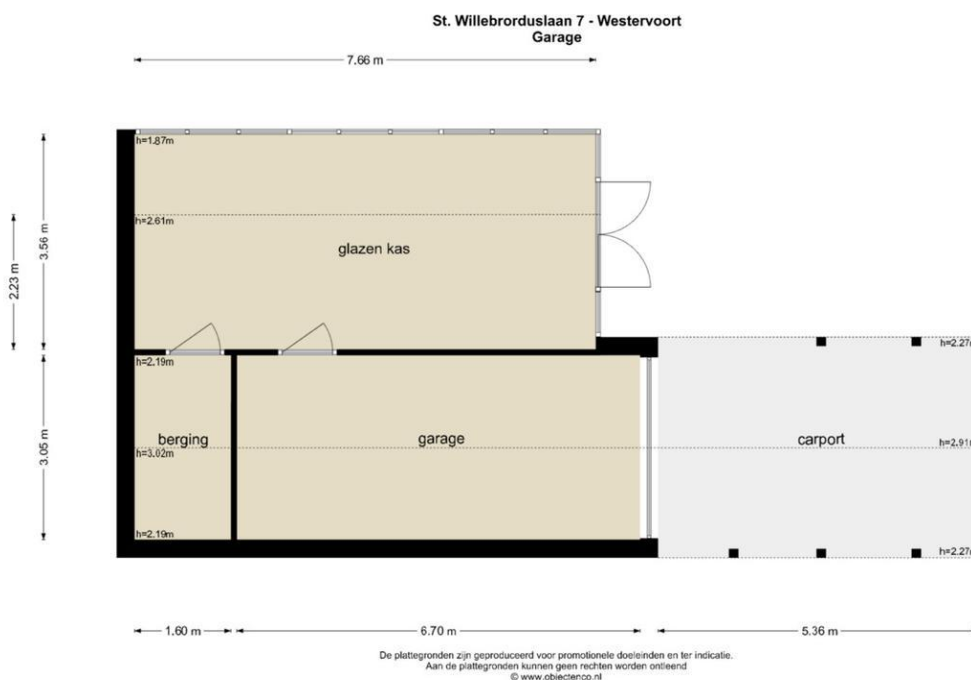 St. Willebrorduslaan 7 - Westervoort
Garage
7.66 m
h=1.87m
h=2.61m
3.56 m
2.23 m
glazen kas
h=2.19m
h=2.27m
berging
garage
carport
h=3.02m
h=2.91m
3.05 m
h=2.19m
h=2.27m
1.60 m
6.70 m
5.36 m
De plattegronden zijn geproduceerd voor promotionele doeleinden en ter indicatie.
Aan de plattegronden kunnen geen rechten worden ontleend
© www.objectenco.nl